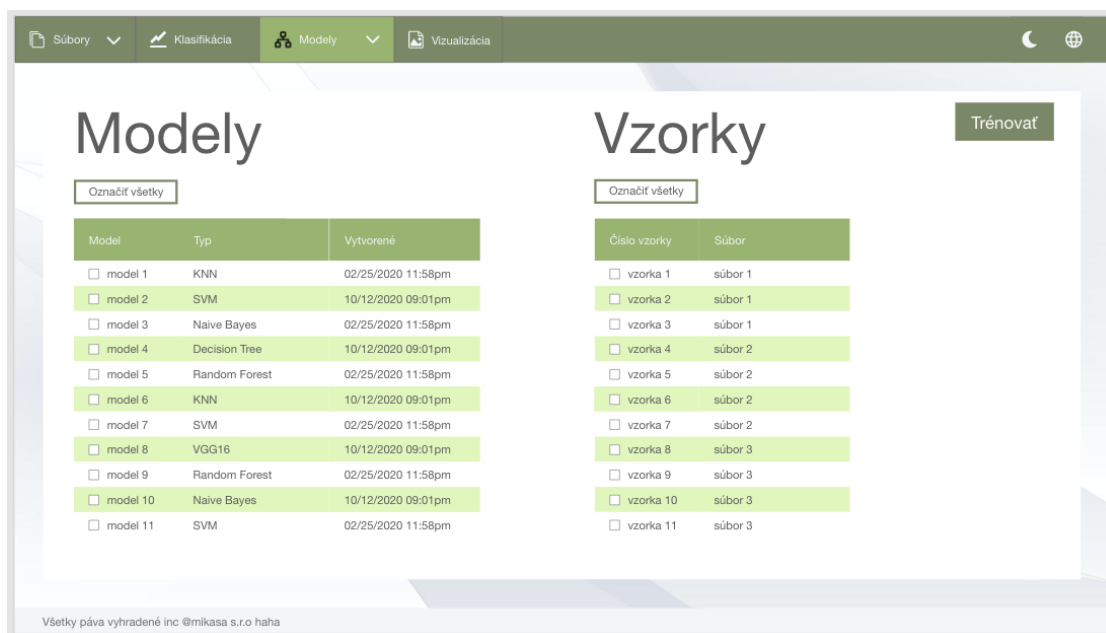 Súbory Klasifikácia Modely Vizualizácia
Modely
Označiť všetky
Model Typ Vytvorené
model 1 KNN 02/25/2020 11:58pm
model 2 SVM 10/12/2020 09:01pm
model 3 Naive Bayes 02/25/2020 11:58pm
model 4 Decision Tree 10/12/2020 09:01pm
model 5 Random Forest 02/25/2020 11:58pm
model 6 KNN 10/12/2020 09:01pm
model 7 SVM 02/25/2020 11:58pm
model 8 VGG16 10/12/2020 09:01pm
model 9 Random Forest 02/25/2020 11:58pm
model 10 Naive Bayes 10/12/2020 09:01pm
model 11 SVM 02/25/2020 11:58pm
Vzorky
Trénovať
Označiť všetky
Číslo vzorky Súbor
vzorka 1 súbor 1
vzorka 2 súbor 1
vzorka 3 súbor 1
vzorka 4 súbor 2
vzorka 5 súbor 2
vzorka 6 súbor 2
vzorka 7 súbor 2
vzorka 8 súbor 3
vzorka 9 súbor 3
vzorka 10 súbor 3
vzorka 11 súbor 3
Všetky páva vyhradené inc @mikasa s.r.o haha